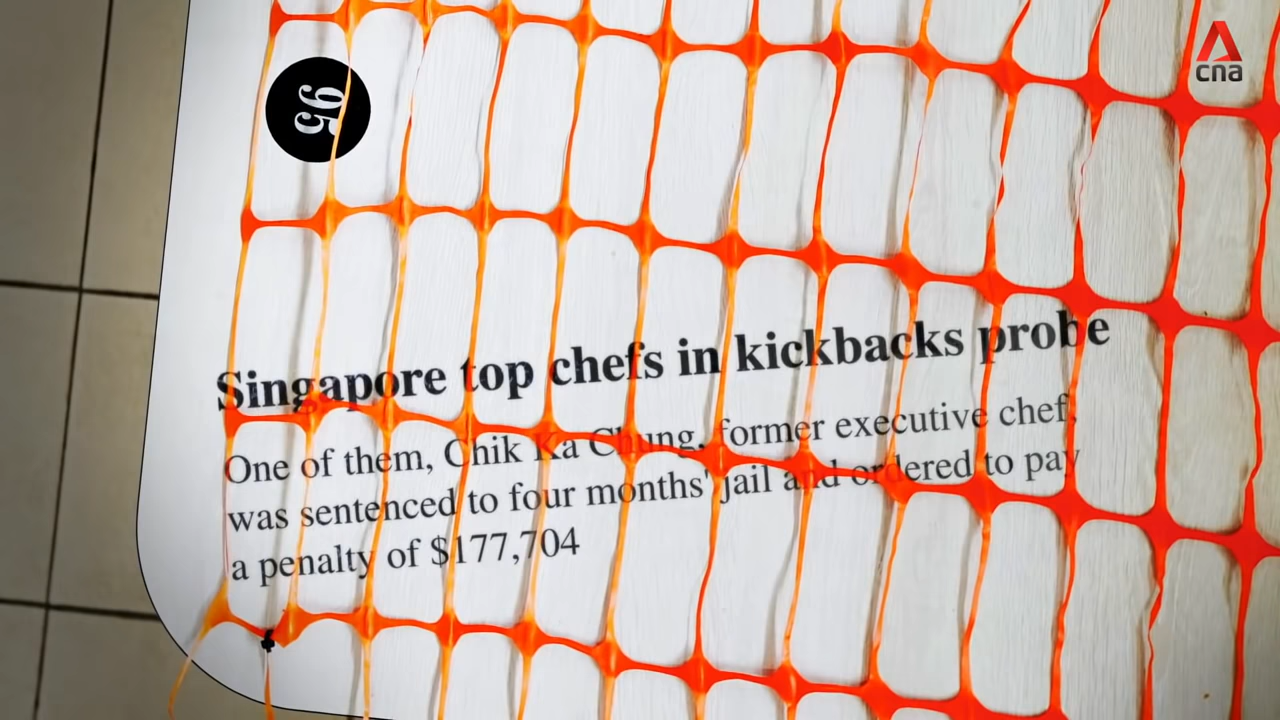 cna
95
Singapore top chefs in kickbacks probe
One of them, Chik Ka Chung, former executive chef,
was sentenced to four months' jail and ordered to pay
a penalty of $177,704